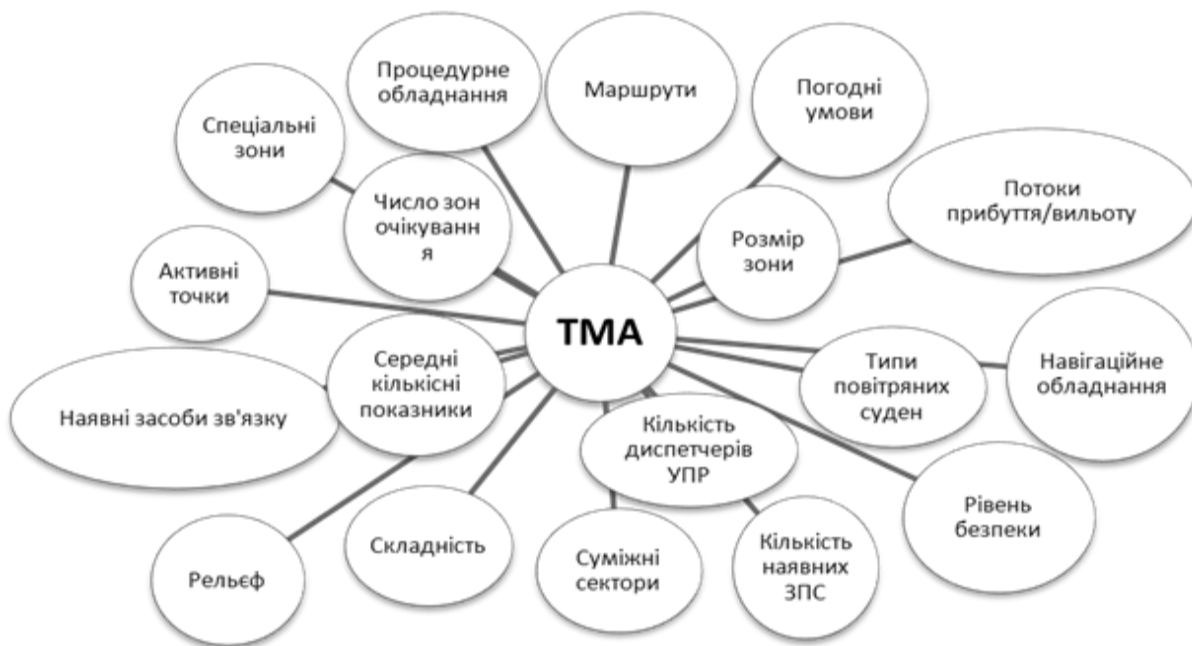 Процедурне
обладнання
Маршрути
Погодні
умови
Спеціальні
зони
Число зон
очікуванн
я
Розмір
зони
Потоки
прибуття/вильоту
Активні
точки
ТМА
Середні
кількісні
показники
Типи
повітряних
суден
Навігаційне
обладнання
Наявні засоби зв'язку
Кількість
диспетчерів
УПР
Рівень
безпеки
Складність
Суміжні
сектори
Кількість
наявних
ЗПС
Рельєф